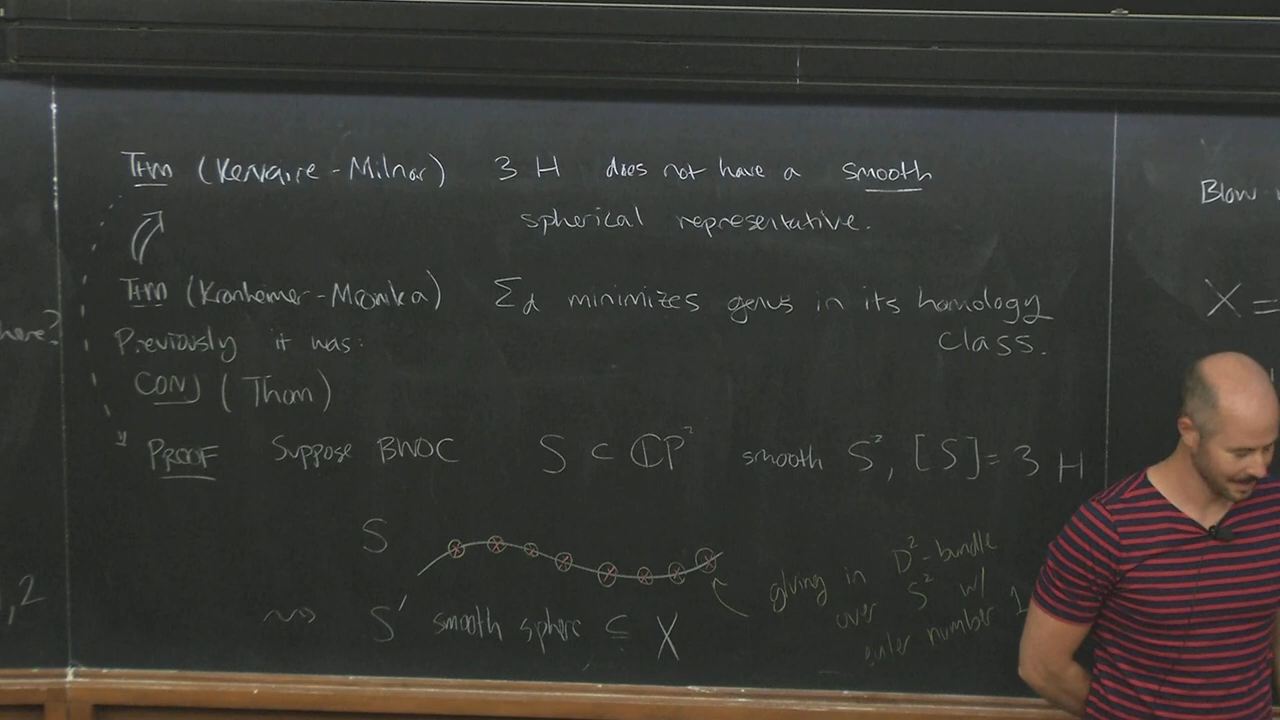 THM (Kervaire - Milnor) 3 H does not have a smooth
spherical representative.
THM (Kronheimer - Mrowka) Σ_d minimizes genus in its homology
class.
Previously it was:
CONJ (Thom)
PROOF Suppose BWOC S ⊂ CP² smooth S², [S] = 3 H
S
gluing in D²-bundle
over S² w/
euler number 1
⇝ S' smooth sphere ⊆ X
here?
1,2
Blow
X =